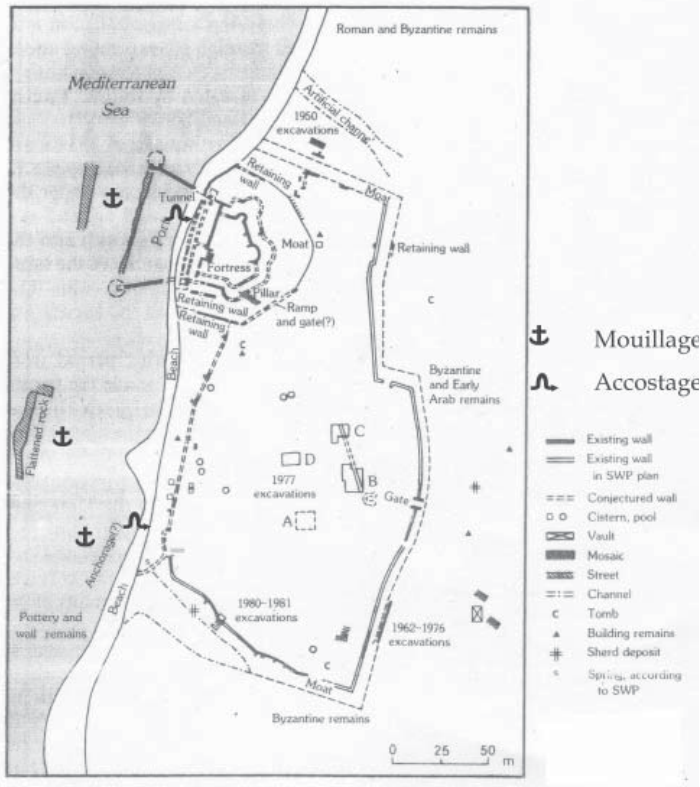 Roman and Byzantine remains
Mediterranean
Sea
Artificial channel
1950
excavations
Retaining
wall
Moat
Tunnel
Port
Moat
Retaining wall
Fortress
Pillar
Retaining wall
Ramp
and gate(?)
Retaining
wall
C
Beach
Byzantine
and Early
Arab remains
Flattened rock
C
D
1977
excavations
B
Gate
A
Anchorage(?)
Beach
Pottery and
wall remains
1980–1981
excavations
1962–1976
excavations
C
Moat
Byzantine remains
0 25 50
m
Mouillage
Accostage
Existing wall
Existing wall
in SWP plan
Conjectured wall
Cistern, pool
Vault
Mosaic
Street
Channel
C Tomb
Building remains
Sherd deposit
Spring, according
to SWP